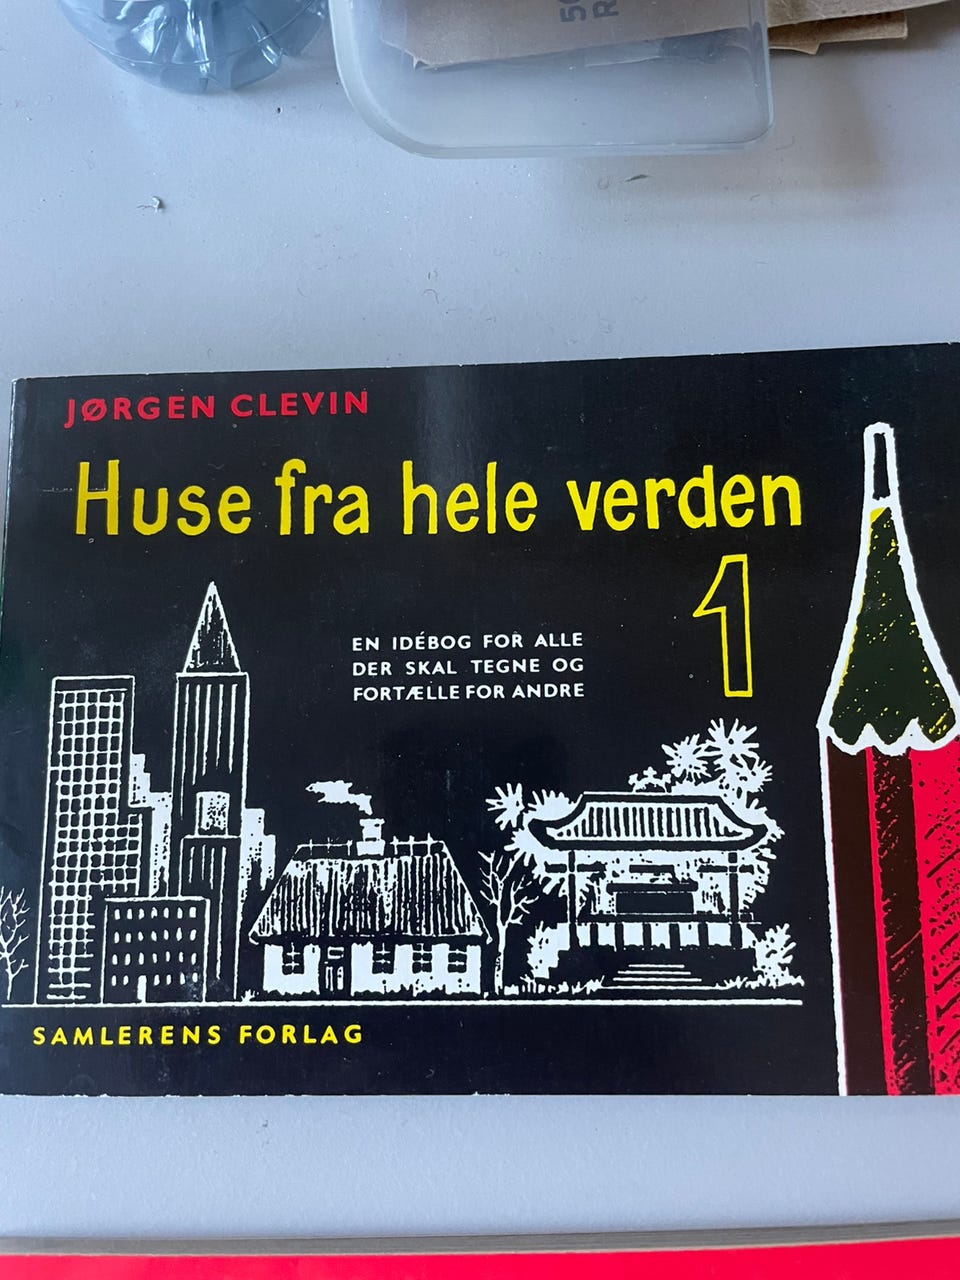 JØRGEN CLEVIN
Huse fra hele verden
1
EN IDÉBOG FOR ALLE
DER SKAL TEGNE OG
FORTÆLLE FOR ANDRE
SAMLERENS FORLAG